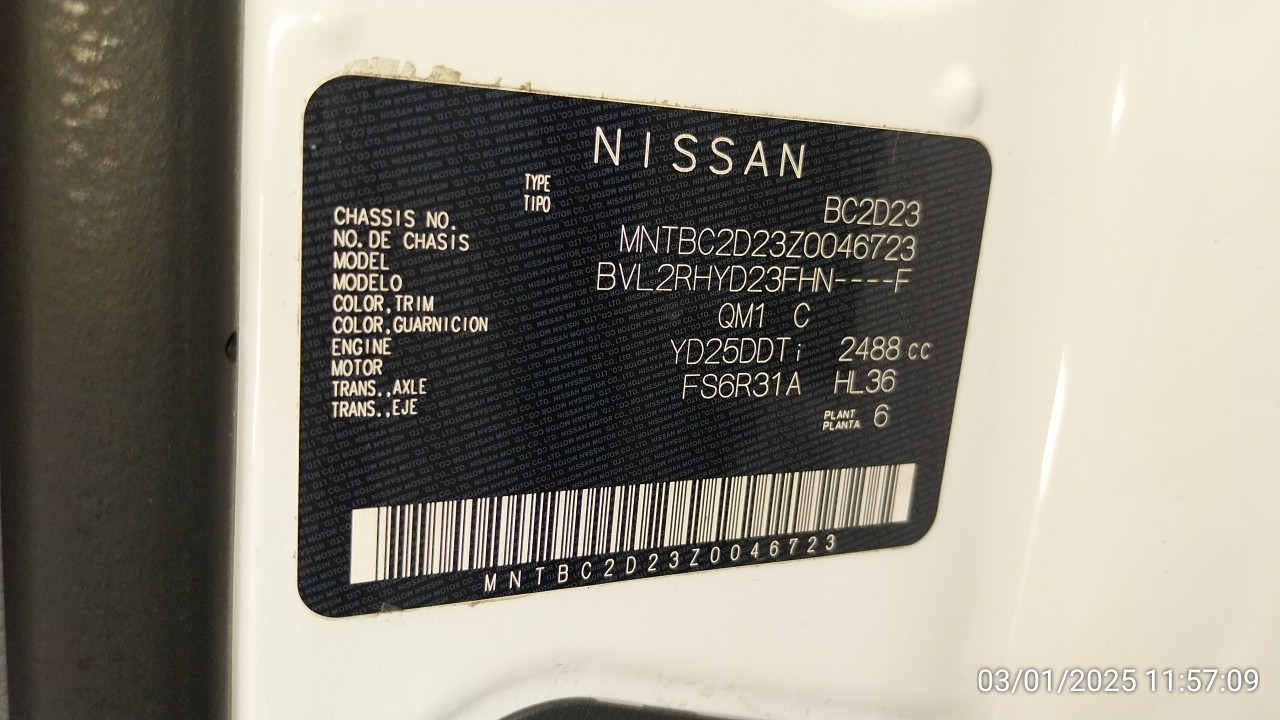 NISSAN
TYPE
TIPO BC2D23
CHASSIS NO.
NO. DE CHASIS MNTBC2D23Z0046723
MODEL
MODELO BVL2RHYD23FHN----F
COLOR,TRIM
COLOR,GUARNICION QM1 C
ENGINE
MOTOR YD25DDTi 2488 cc
TRANS.,AXLE
TRANS.,EJE FS6R31A HL36
PLANT
PLANTA 6
MNTBC2D23Z0046723
03/01/2025 11:57:09